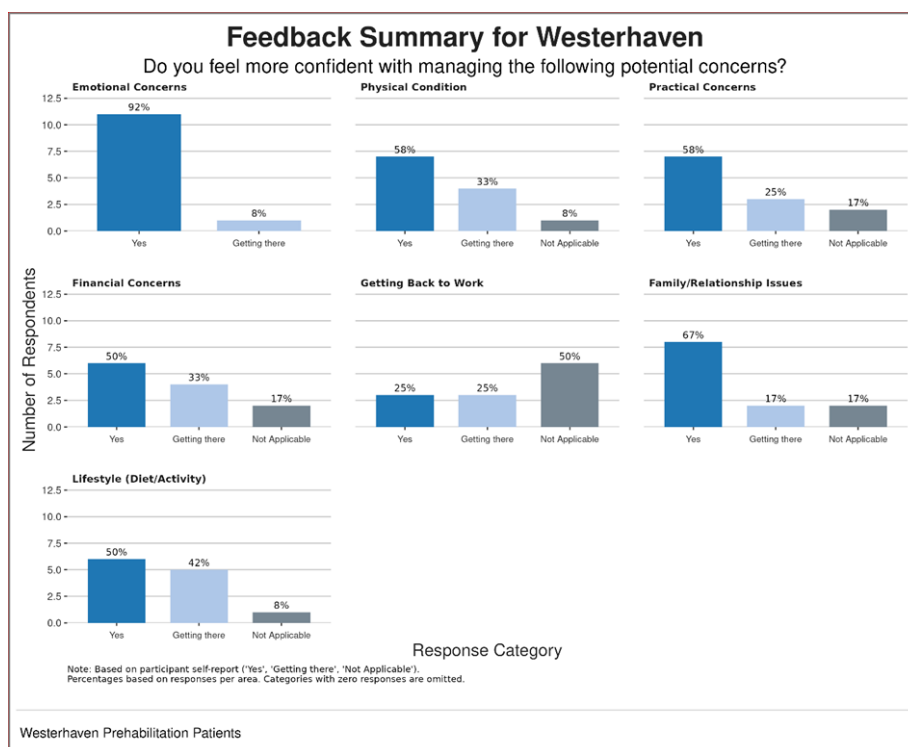 Feedback Summary for Westerhaven
Do you feel more confident with managing the following potential concerns?
Number of Respondents
Emotional Concerns
12.5
10.0
7.5
5.0
2.5
0.0
92%
8%
Yes
Getting there
Physical Condition
58%
33%
8%
Yes
Getting there
Not Applicable
Practical Concerns
58%
25%
17%
Yes
Getting there
Not Applicable
Financial Concerns
12.5
10.0
7.5
5.0
2.5
0.0
50%
33%
17%
Yes
Getting there
Not Applicable
Getting Back to Work
25%
25%
50%
Yes
Getting there
Not Applicable
Family/Relationship Issues
67%
17%
17%
Yes
Getting there
Not Applicable
Lifestyle (Diet/Activity)
12.5
10.0
7.5
5.0
2.5
0.0
50%
42%
8%
Yes
Getting there
Not Applicable
Response Category
Note: Based on participant self-report ('Yes', 'Getting there', 'Not Applicable').
Percentages based on responses per area. Categories with zero responses are omitted.
Westerhaven Prehabilitation Patients